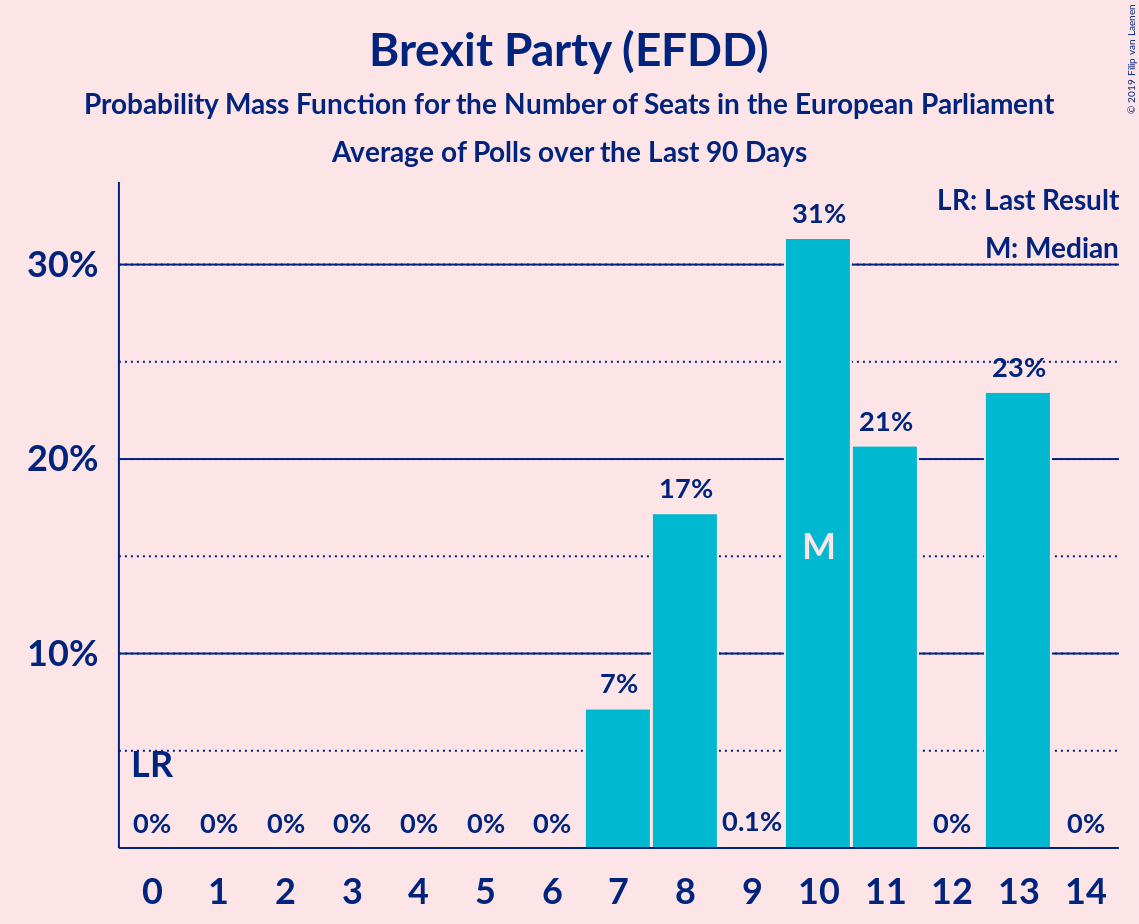 Brexit Party (EFDD)
Probability Mass Function for the Number of Seats in the European Parliament
Average of Polls over the Last 90 Days
© 2019 Filip van Laenen
LR: Last Result
M: Median
30%
20%
10%
31%
23%
21%
17%
M
7%
LR
0% 0% 0% 0% 0% 0% 0% 0.1% 0% 0%
0 1 2 3 4 5 6 7 8 9 10 11 12 13 14